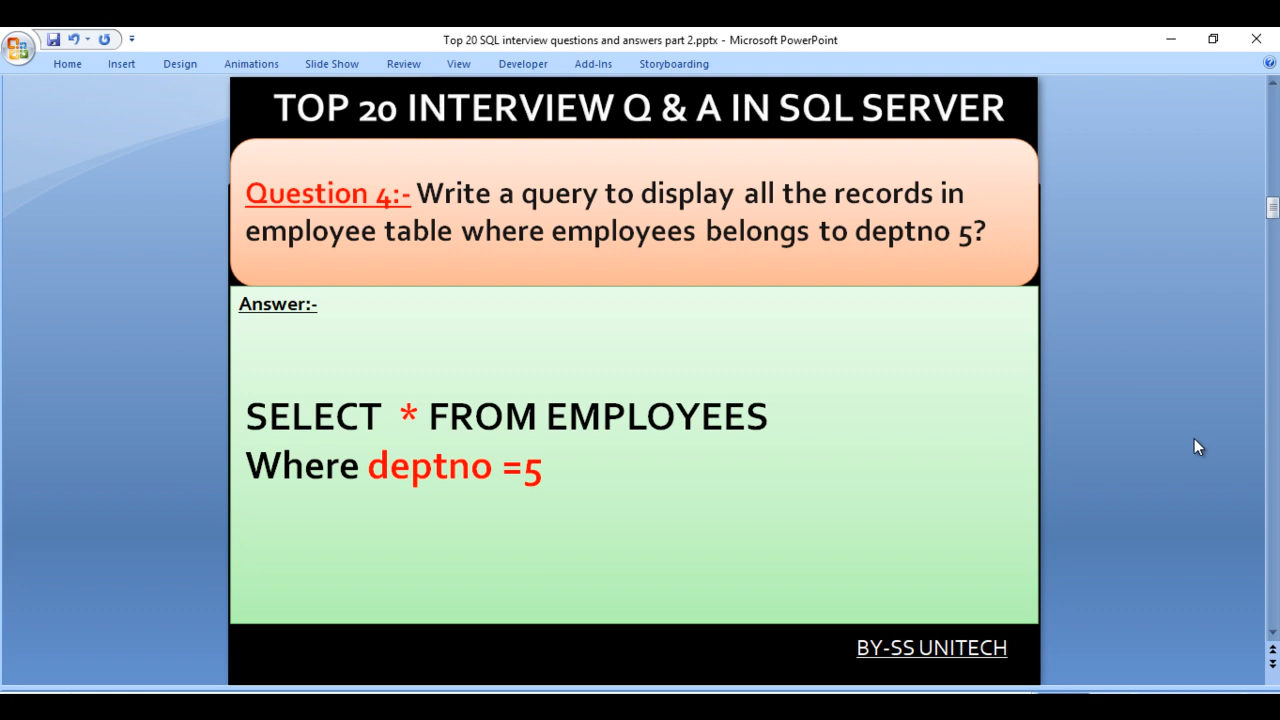 Top 20 SQL interview questions and answers part 2.pptx - Microsoft PowerPoint
Home Insert Design Animations Slide Show Review View Developer Add-Ins Storyboarding
TOP 20 INTERVIEW Q & A IN SQL SERVER
Question 4:- Write a query to display all the records in
employee table where employees belongs to deptno 5?
Answer:-
SELECT * FROM EMPLOYEES
Where deptno =5
BY-SS UNITECH